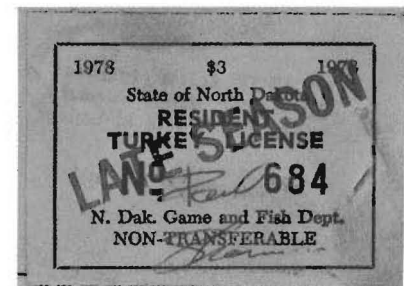 1978 $3 1978
State of North Dakota
RESIDENT
TURKEY LICENSE
LATE SEASON
No 684
N. Dak. Game and Fish Dept.
NON-TRANSFERABLE